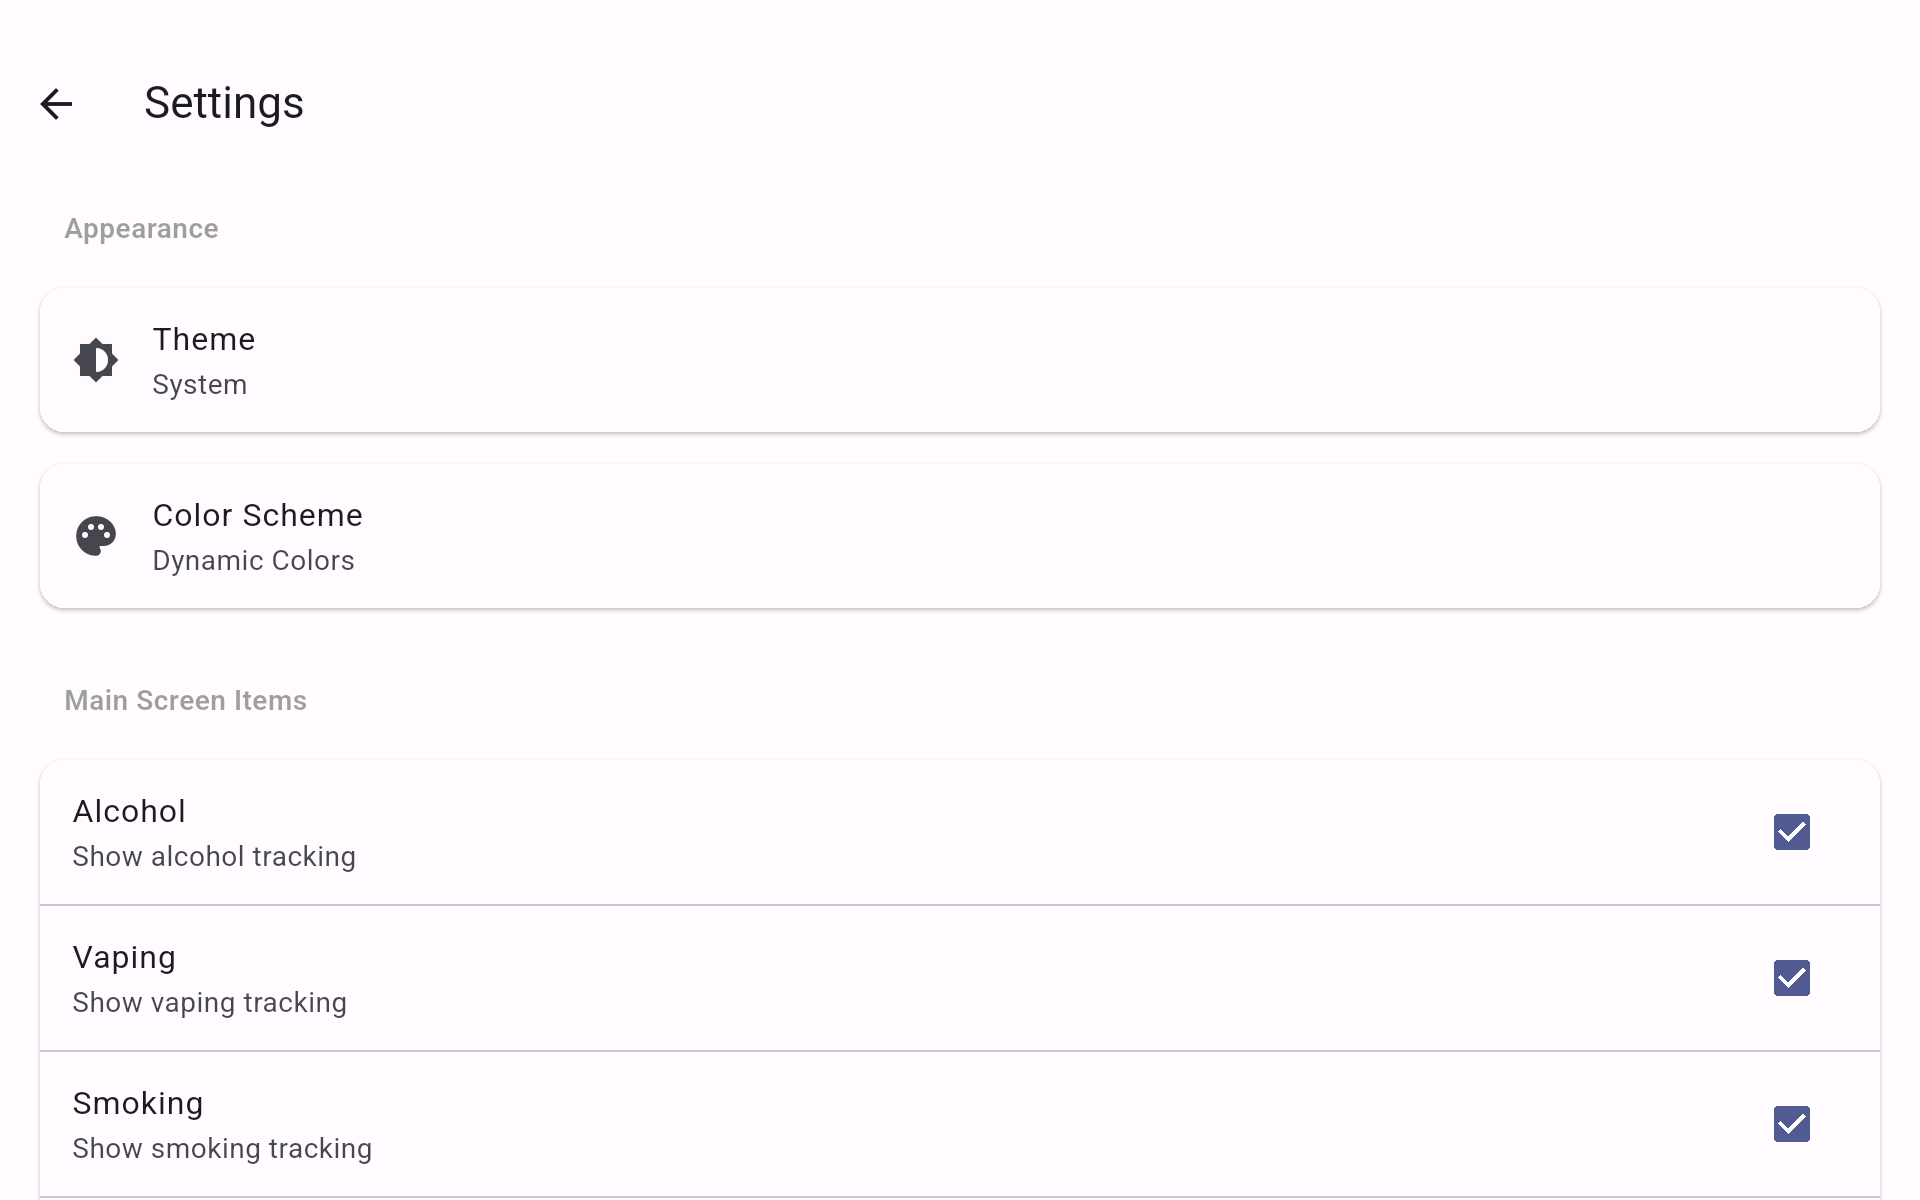 Settings
Appearance
Theme
System
Color Scheme
Dynamic Colors
Main Screen Items
Alcohol
Show alcohol tracking
Vaping
Show vaping tracking
Smoking
Show smoking tracking